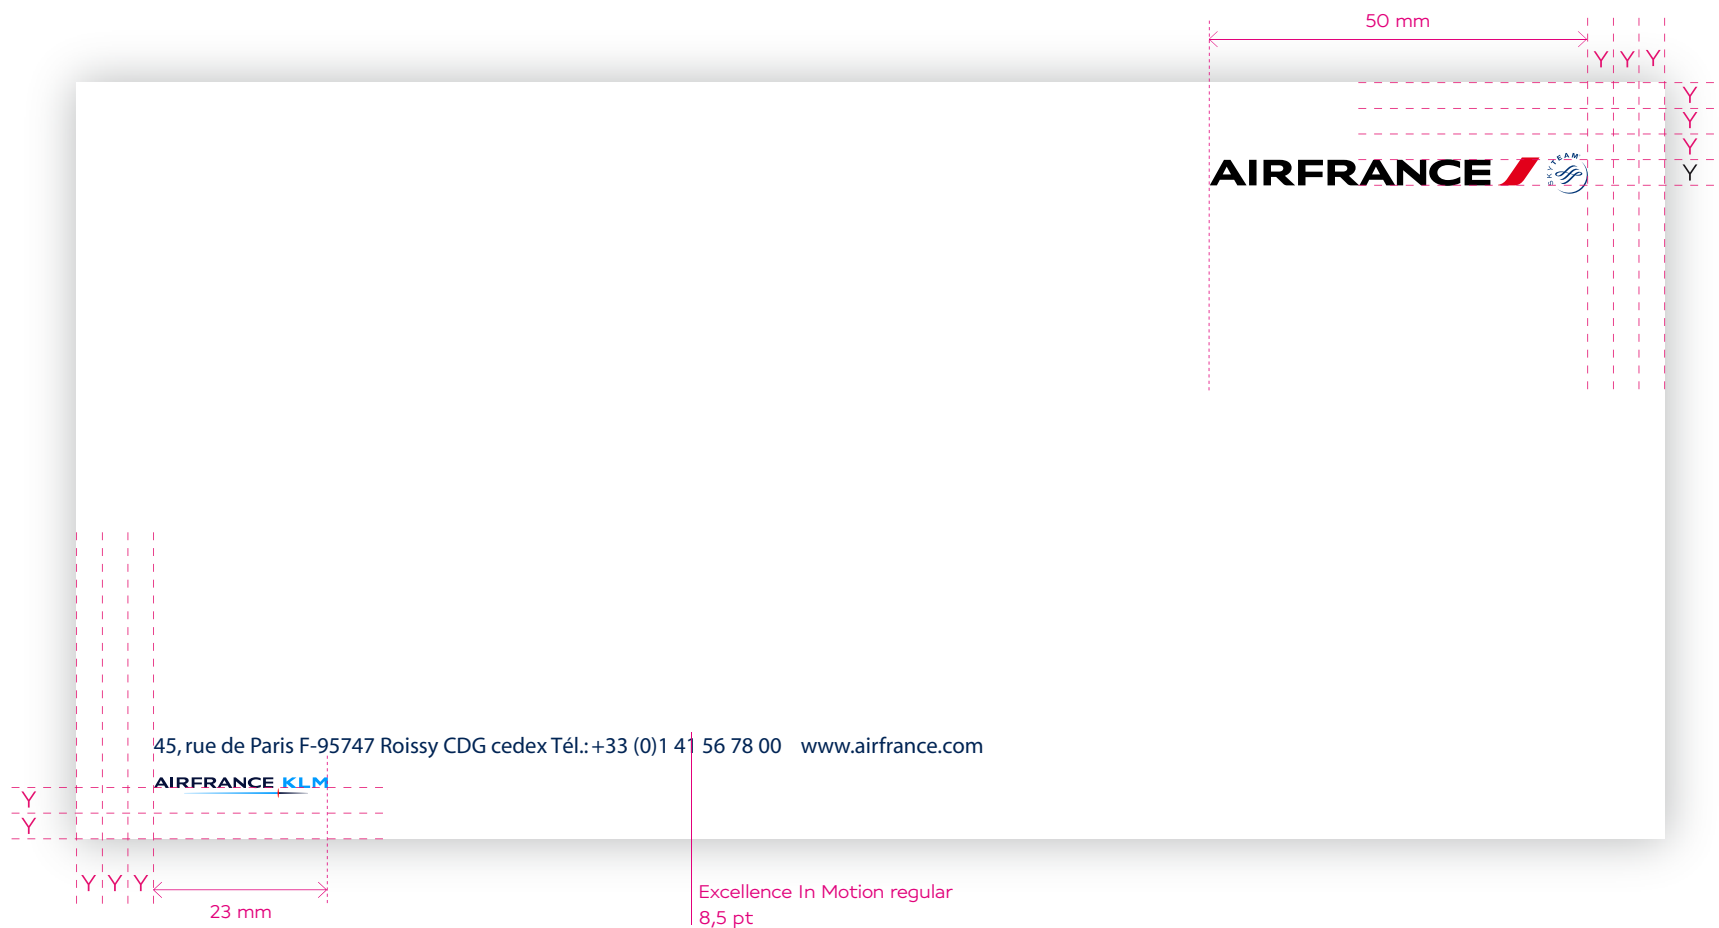 50 mm
Y Y Y
Y
Y
Y
Y
AIRFRANCE SKYTEAM
45, rue de Paris F-95747 Roissy CDG cedex Tél.: +33 (0)1 41 56 78 00 www.airfrance.com
AIRFRANCE KLM
Y
Y
Y Y Y
23 mm
Excellence In Motion regular
8,5 pt